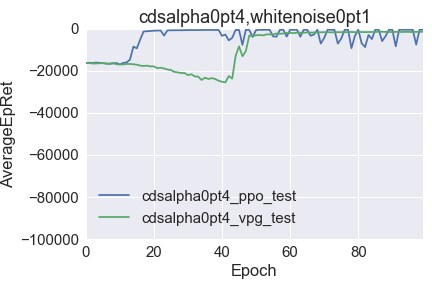 cdsalpha0pt4,whitenoise0pt1
AverageEpRet
0
−20000
−40000
−60000
−80000
−100000
cdsalpha0pt4_ppo_test
cdsalpha0pt4_vpg_test
0 20 40 60 80
Epoch